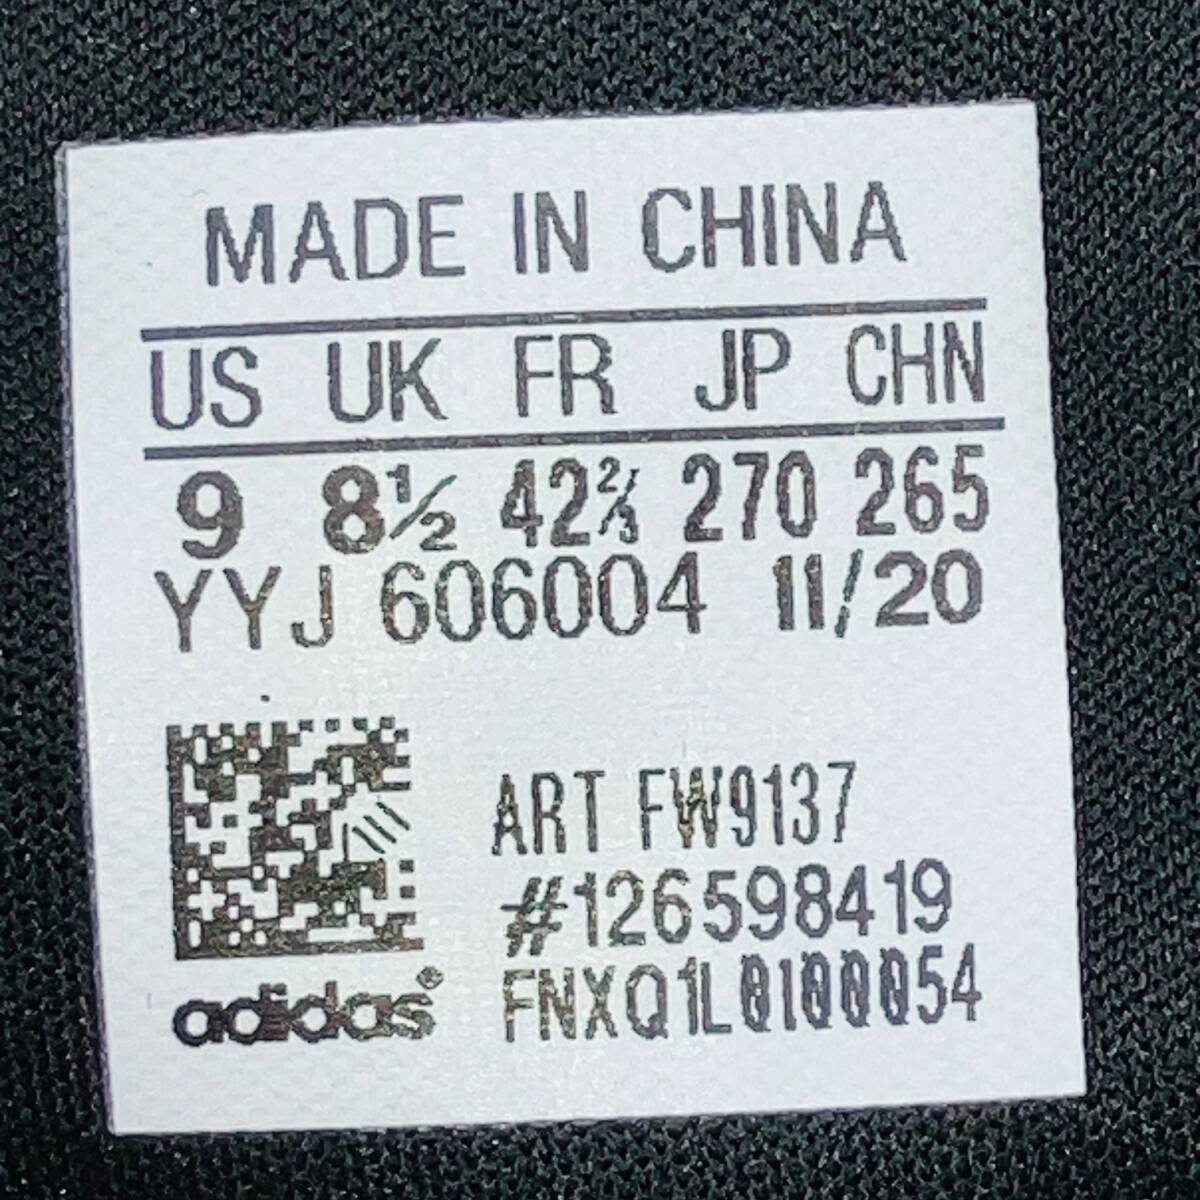 MADE IN CHINA
US UK FR JP CHN
9 8½ 42⅔ 270 265
YYJ 606004 11/20
ART FW9137
#126598419
FNXQ1L0100054
adidas®